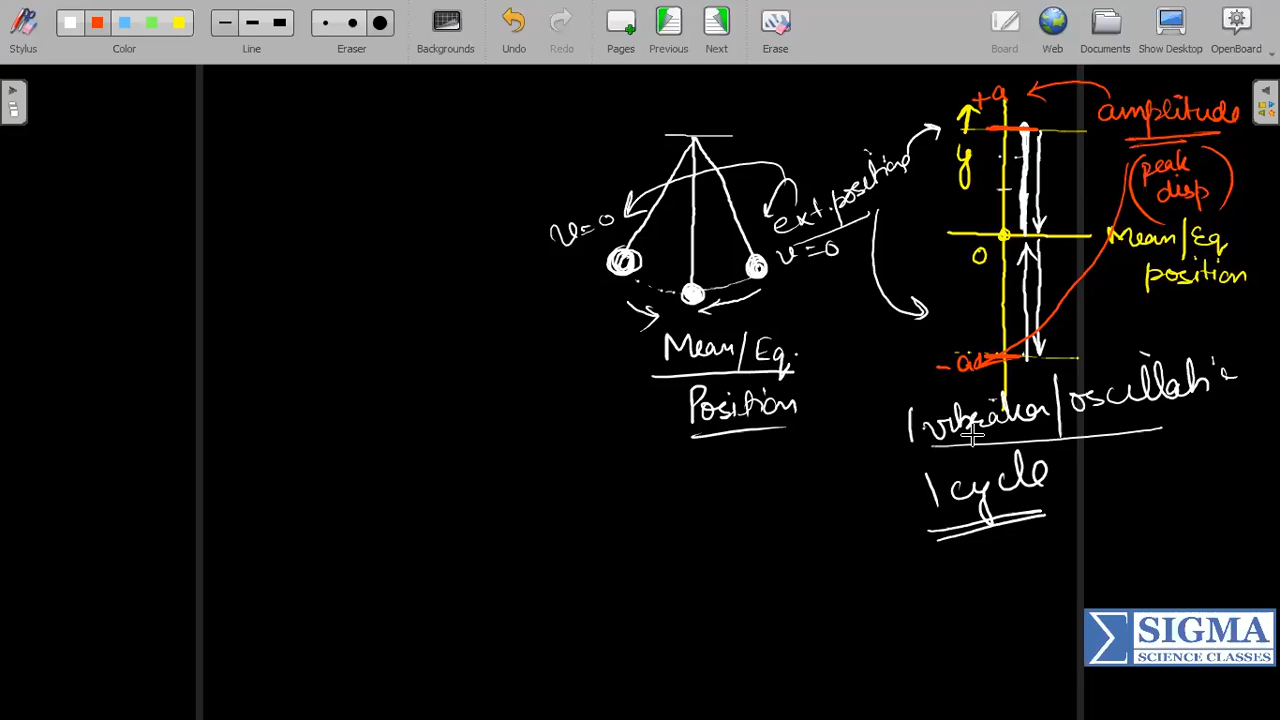 Stylus
Color
Line
Eraser
Backgrounds
Undo
Redo
Pages
Previous
Next
Erase
Board
Web
Documents
Show Desktop
OpenBoard
+a
amplitude
(peak
disp)
y
ext. position
v=0
v=0
0
Mean/Eq
position
Mean/Eq.
Position
-a
1 vibration/oscillatio
1 cycle
Σ SIGMA
SCIENCE CLASSES